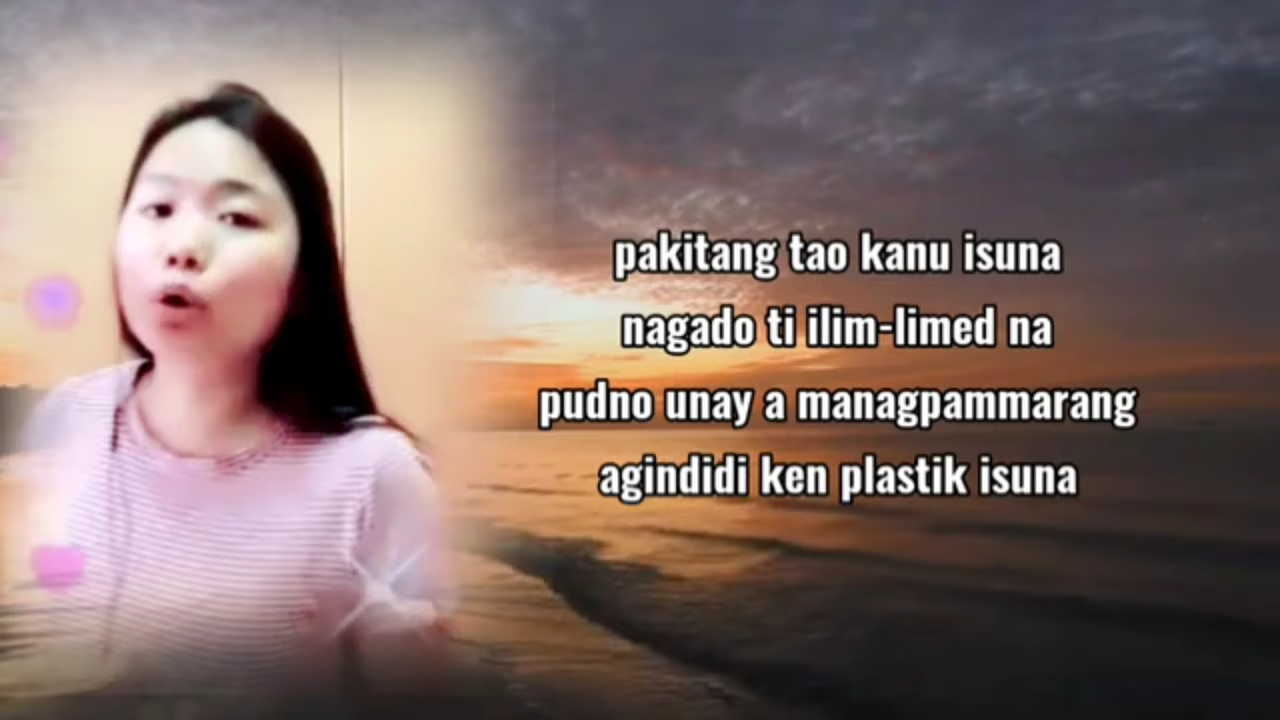 pakitang tao kanu isuna
nagado ti ilim-limed na
pudno unay a managpammarang
agindidi ken plastik isuna